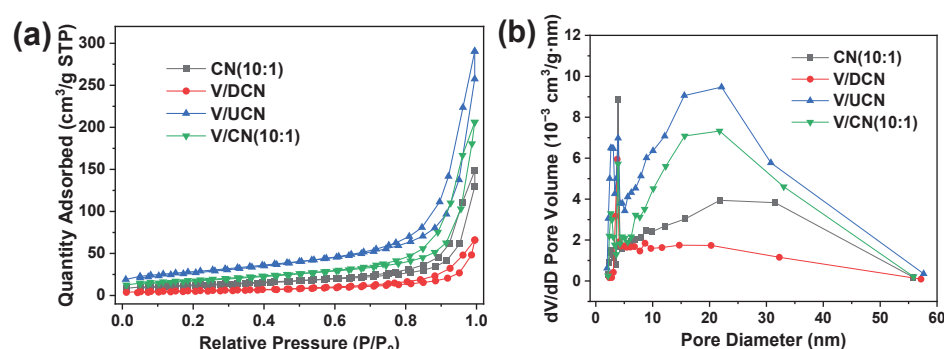 (a)
Quantity Adsorbed (cm³/g STP)
300
250
200
150
100
50
0
CN(10:1)
V/DCN
V/UCN
V/CN(10:1)
0.0
0.2
0.4
0.6
0.8
1.0
Relative Pressure (P/P₀)
(b)
dV/dD Pore Volume (10⁻³ cm³/g·nm)
12
10
8
6
4
2
0
CN(10:1)
V/DCN
V/UCN
V/CN(10:1)
0
10
20
30
40
50
60
Pore Diameter (nm)